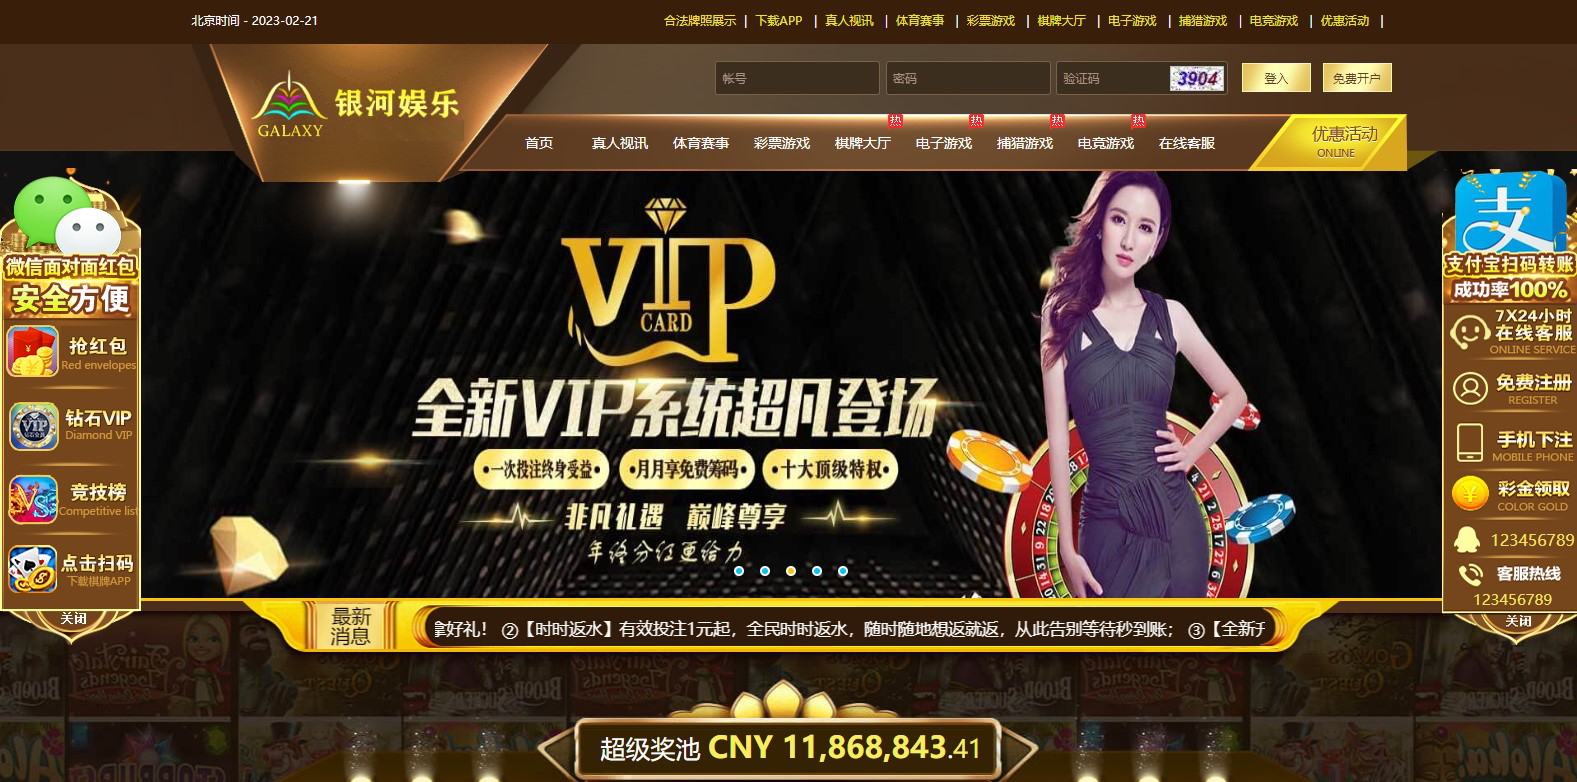 北京时间 - 2023-02-21
合法牌照展示 | 下载APP | 真人视讯 | 体育赛事 | 彩票游戏 | 棋牌大厅 | 电子游戏 | 捕猎游戏 | 电竞游戏 | 优惠活动 |
银河娱乐
GALAXY
帐号
密码
验证码
3904
登入
免费开户
首页 真人视讯 体育赛事 彩票游戏 棋牌大厅 电子游戏 捕猎游戏 电竞游戏 在线客服
热 热 热 热
优惠活动
ONLINE
微信面对面红包
安全方便
抢红包
Red envelopes
VIP
钻石VIP
Diamond VIP
VS
竞技榜
Competitive list
点击扫码
下载棋牌APP
关闭
VIP
CARD
全新VIP系统超凡登场
·一次投注终身受益·
·月月享免费筹码·
·十大顶级特权·
非凡礼遇 巅峰尊享
年终分红更给力
支
支付宝扫码转账
成功率100%
7X24小时
在线客服
ONLINE SERVICE
免费注册
REGISTER
手机下注
MOBILE PHONE
彩金领取
COLOR GOLD
123456789
客服热线
123456789
关闭
最新
消息
拿好礼！ ②【时时返水】有效投注1元起，全民时时返水，随时随地想返就返，从此告别等待秒到账； ③【全新
超级奖池 CNY 11,868,843.41